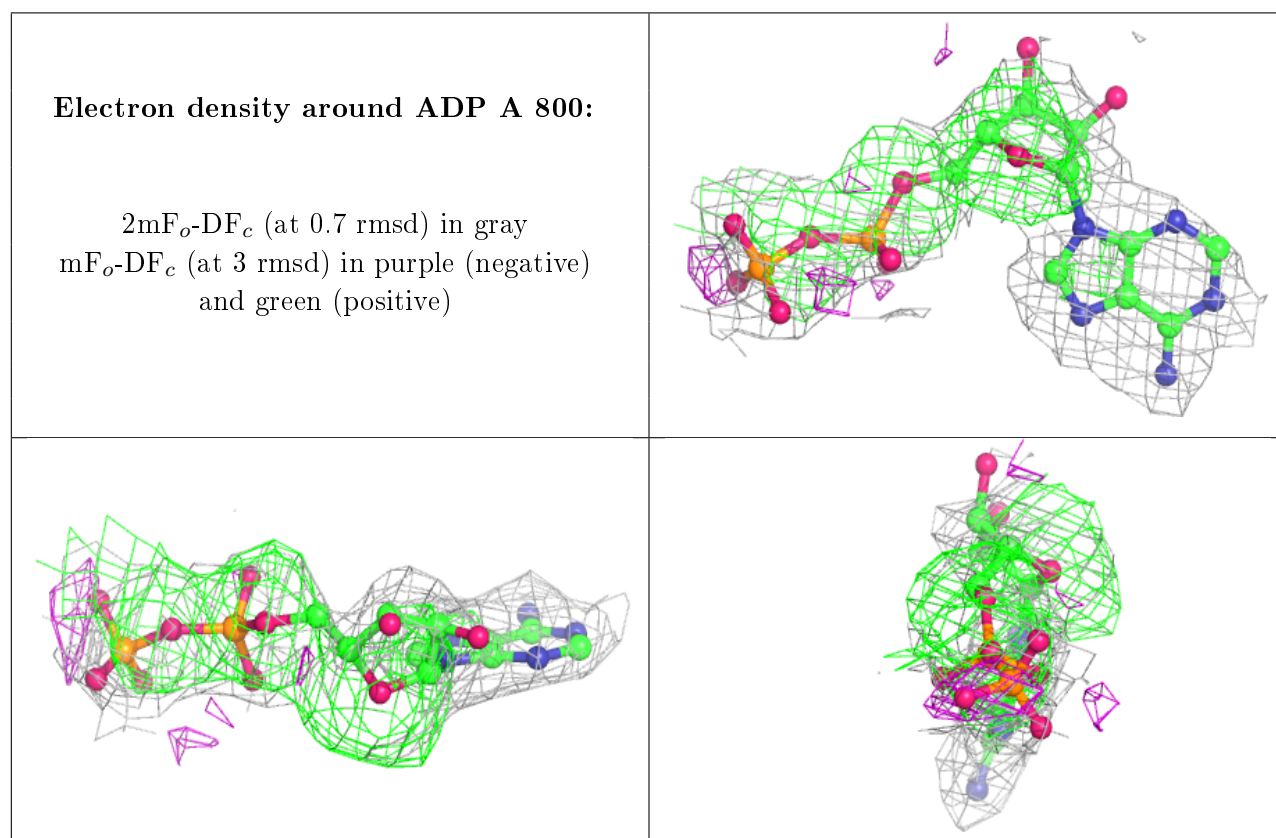 Electron density around ADP A 800:
2mFₒ-DF𝒸 (at 0.7 rmsd) in gray
mFₒ-DF𝒸 (at 3 rmsd) in purple (negative)
and green (positive)